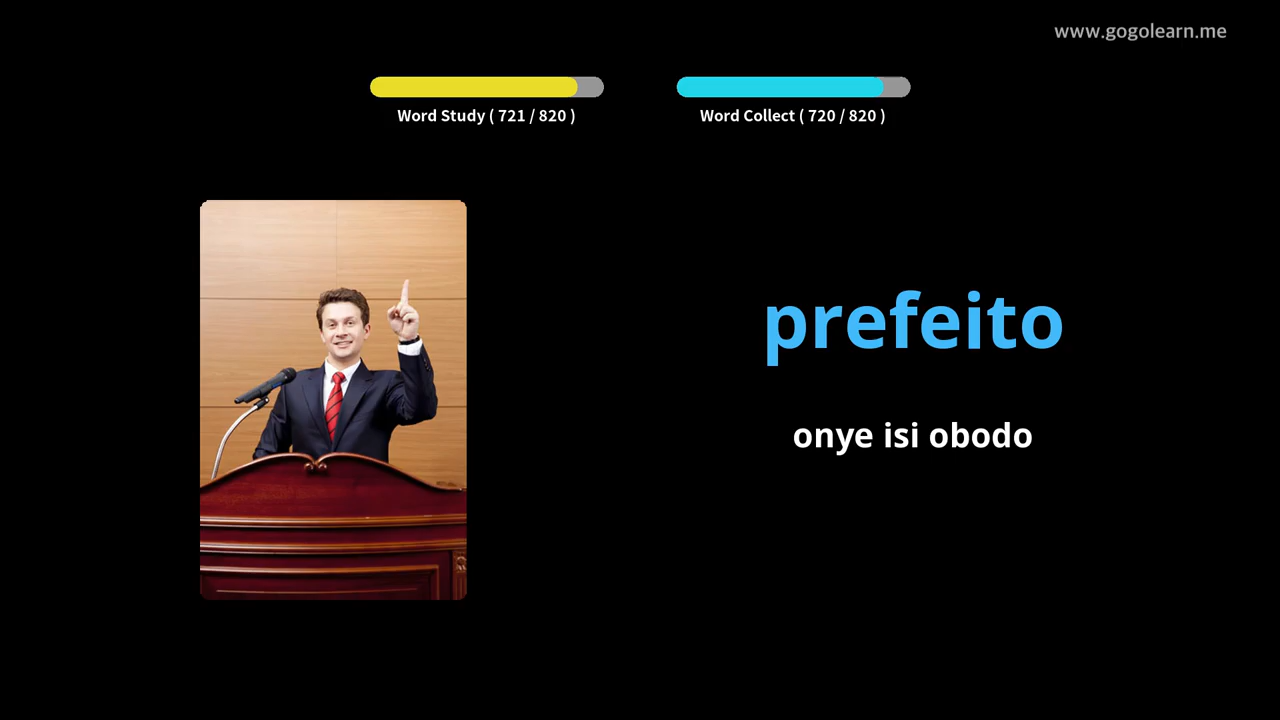 www.gogolearn.me
Word Study ( 721 / 820 )
Word Collect ( 720 / 820 )
prefeito
onye isi obodo